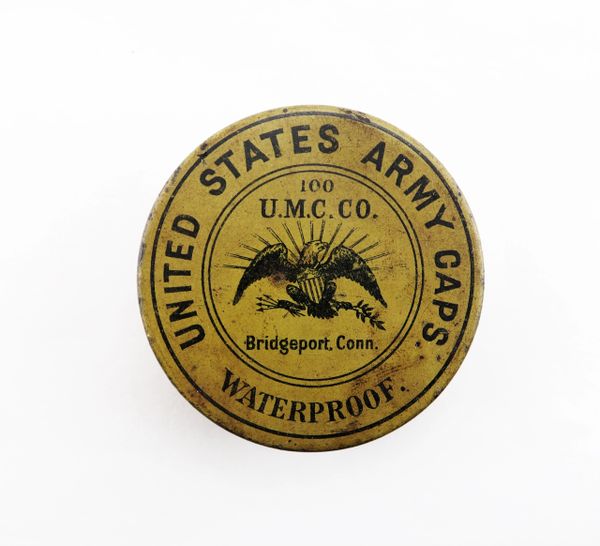 UNITED STATES ARMY CAPS.
100
U.M.C. CO.
Bridgeport, Conn.
WATERPROOF.